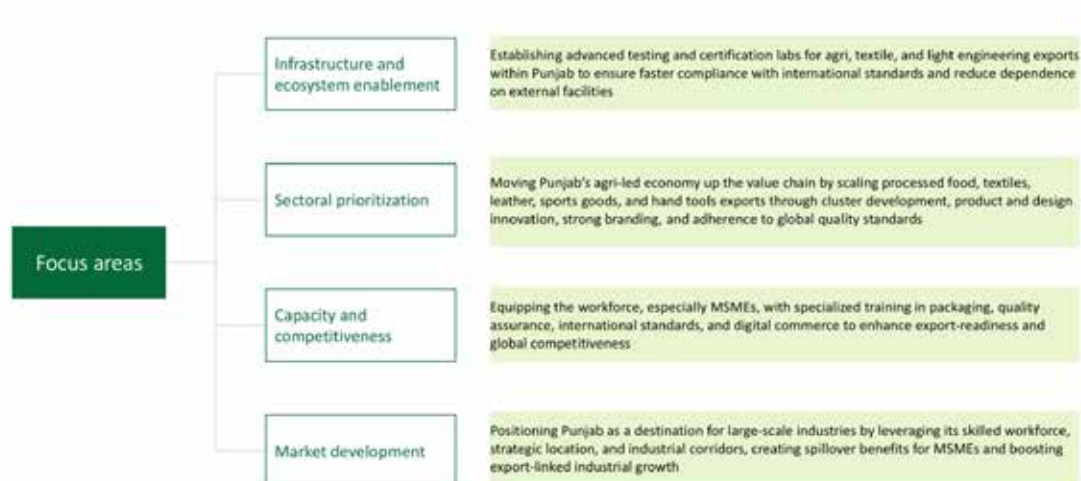 Focus areas
Infrastructure and
ecosystem enablement
Establishing advanced testing and certification labs for agri, textile, and light engineering exports
within Punjab to ensure faster compliance with international standards and reduce dependence
on external facilities
Sectoral prioritization
Moving Punjab's agri-led economy up the value chain by scaling processed food, textiles,
leather, sports goods, and hand tools exports through cluster development, product and design
innovation, strong branding, and adherence to global quality standards
Capacity and
competitiveness
Equipping the workforce, especially MSMEs, with specialized training in packaging, quality
assurance, international standards, and digital commerce to enhance export-readiness and
global competitiveness
Market development
Positioning Punjab as a destination for large-scale industries by leveraging its skilled workforce,
strategic location, and industrial corridors, creating spillover benefits for MSMEs and boosting
export-linked industrial growth